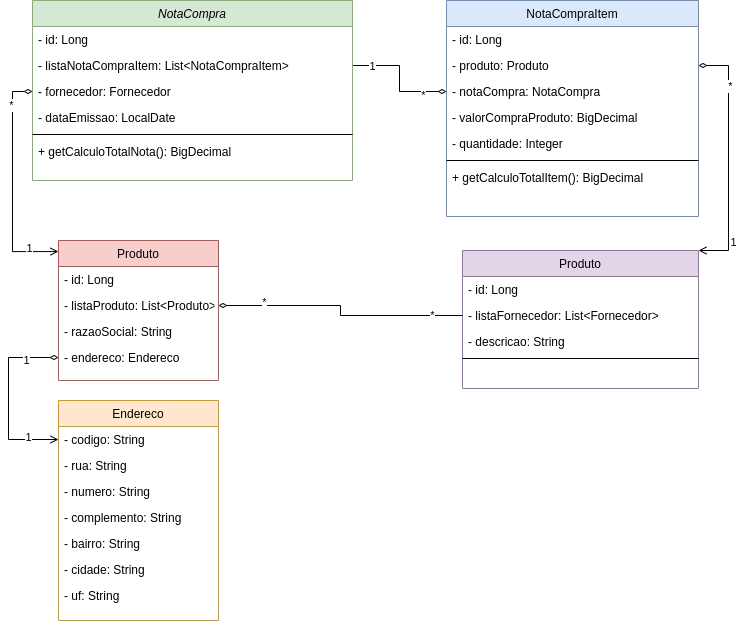 NotaCompra
- id: Long
- listaNotaCompraItem: List<NotaCompraItem>
- fornecedor: Fornecedor
- dataEmissao: LocalDate
+ getCalculoTotalNota(): BigDecimal
1
*
NotaCompraItem
- id: Long
- produto: Produto
- notaCompra: NotaCompra
- valorCompraProduto: BigDecimal
- quantidade: Integer
+ getCalculoTotalItem(): BigDecimal
*
1
*
1
Produto
- id: Long
- listaProduto: List<Produto>
- razaoSocial: String
- endereco: Endereco
*
*
Produto
- id: Long
- listaFornecedor: List<Fornecedor>
- descricao: String
1
1
Endereco
- codigo: String
- rua: String
- numero: String
- complemento: String
- bairro: String
- cidade: String
- uf: String